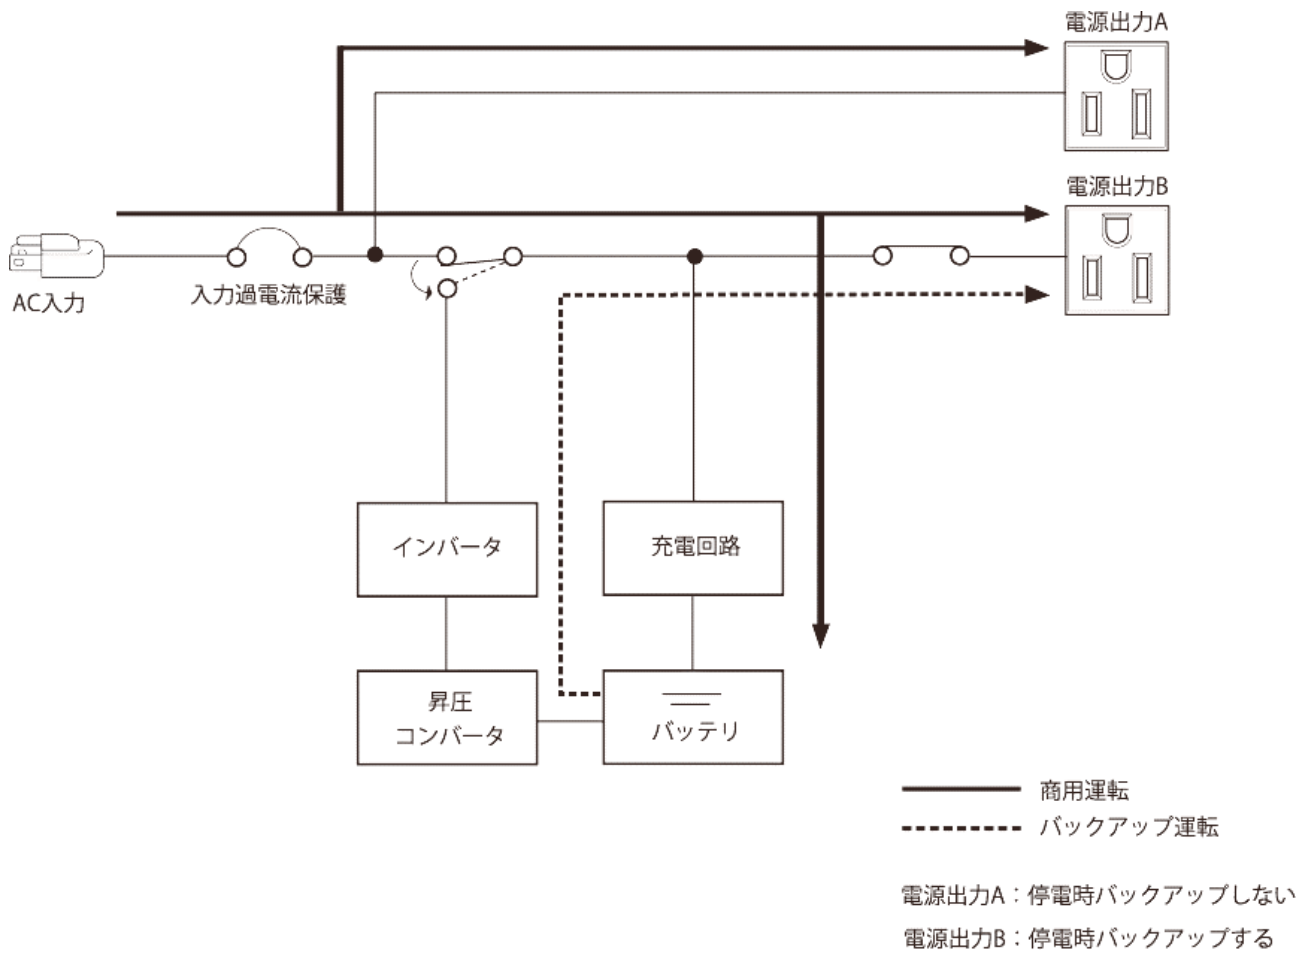 電源出力A
電源出力B
AC入力
入力過電流保護
インバータ
充電回路
昇圧
コンバータ
バッテリ
商用運転
バックアップ運転
電源出力A：停電時バックアップしない
電源出力B：停電時バックアップする